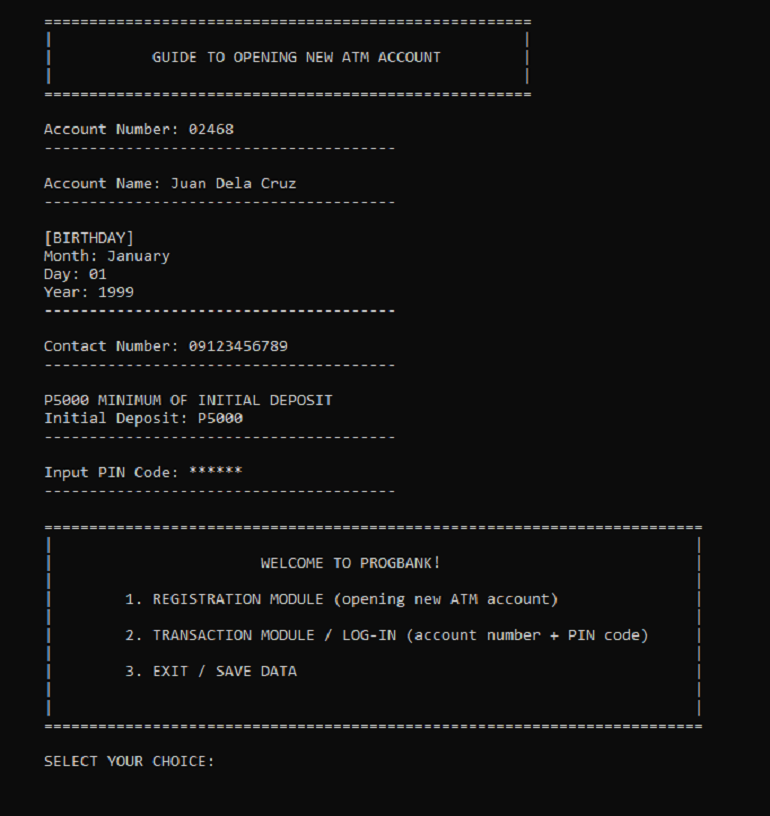 GUIDE TO OPENING NEW ATM ACCOUNT
Account Number: 02468
Account Name: Juan Dela Cruz
[BIRTHDAY]
Month: January
Day: 01
Year: 1999
Contact Number: 09123456789
P5000 MINIMUM OF INITIAL DEPOSIT
Initial Deposit: P5000
Input PIN Code: ******
WELCOME TO PROGBANK!
1. REGISTRATION MODULE (opening new ATM account)
2. TRANSACTION MODULE / LOG-IN (account number + PIN code)
3. EXIT / SAVE DATA
SELECT YOUR CHOICE: